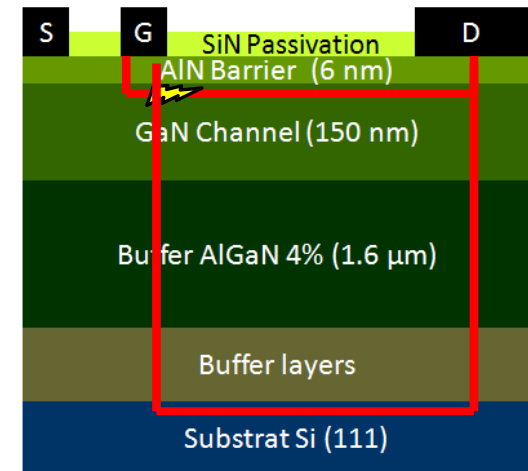 S G D
SiN Passivation
AlN Barrier (6 nm)
GaN Channel (150 nm)
Buffer AlGaN 4% (1.6 µm)
Buffer layers
Substrat Si (111)